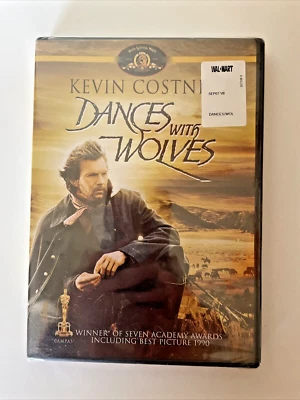 WAL★MART
KEVIN COSTN
DANCES
WITH
WOLVES
WINNER OF SEVEN ACADEMY AWARDS
INCLUDING BEST PICTURE 1990